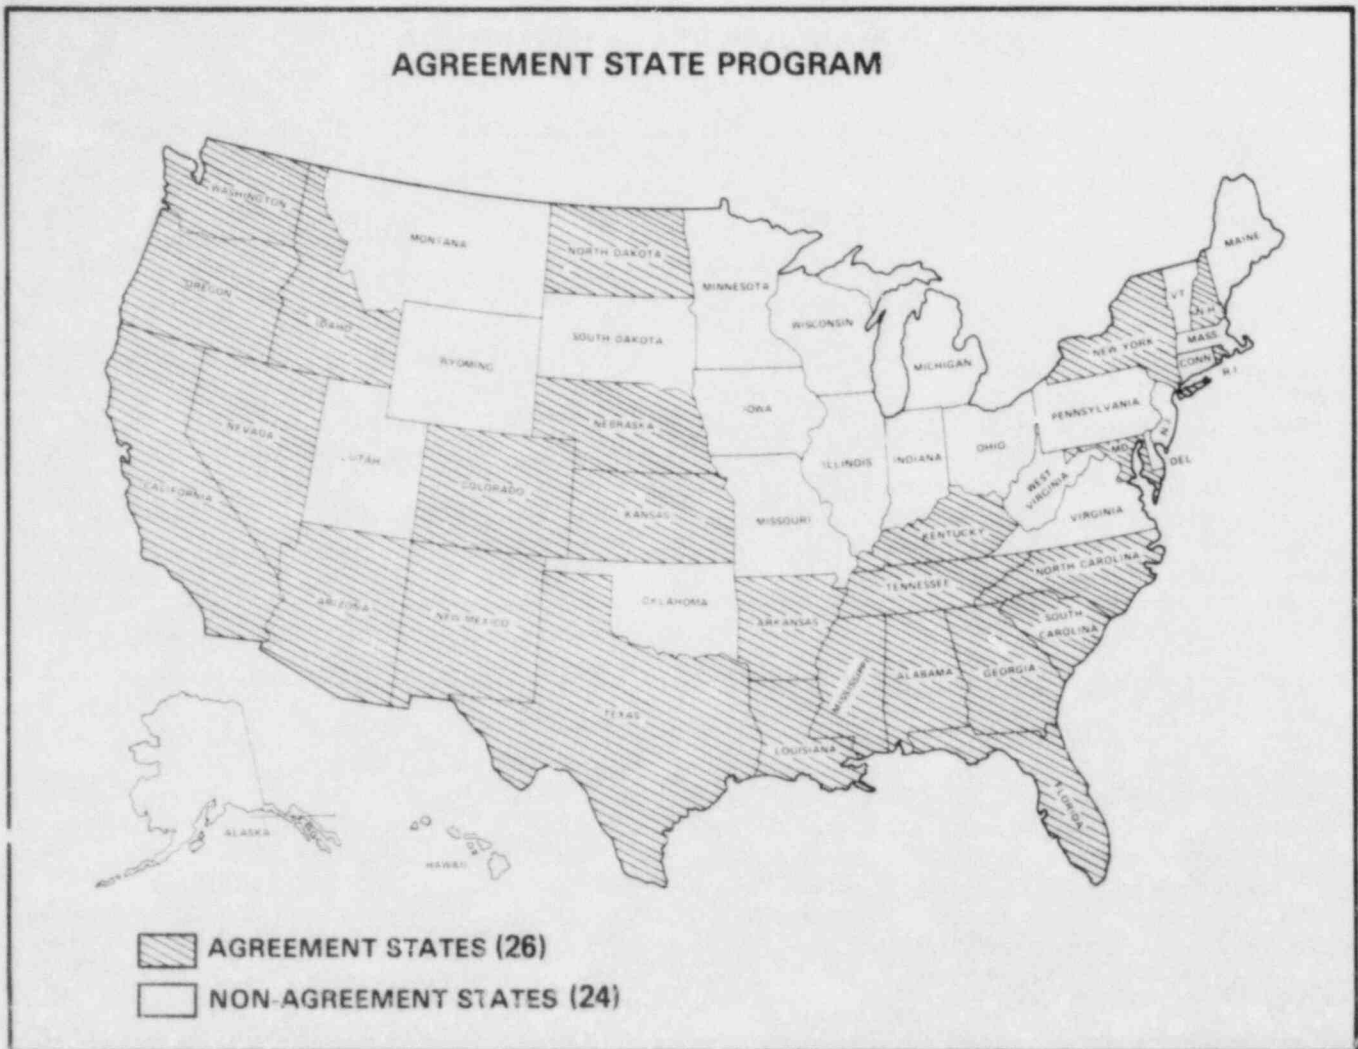 AGREEMENT STATE PROGRAM
WASHINGTON
MONTANA
NORTH DAKOTA
MINNESOTA
MAINE
OREGON
IDAHO
WYOMING
SOUTH DAKOTA
WISCONSIN
MICHIGAN
NEW YORK
VT.
N.H.
MASS
CONN
R.I.
NEVADA
UTAH
NEBRASKA
IOWA
PENNSYLVANIA
N.J.
CALIFORNIA
COLORADO
KANSAS
MISSOURI
ILLINOIS
INDIANA
OHIO
WEST
VIRGINIA
MD.
DEL.
VIRGINIA
KENTUCKY
ARIZONA
NEW MEXICO
OKLAHOMA
ARKANSAS
TENNESSEE
NORTH CAROLINA
SOUTH
CAROLINA
TEXAS
LOUISIANA
MISSISSIPPI
ALABAMA
GEORGIA
FLORIDA
ALASKA
HAWAII
AGREEMENT STATES (26)
NON-AGREEMENT STATES (24)